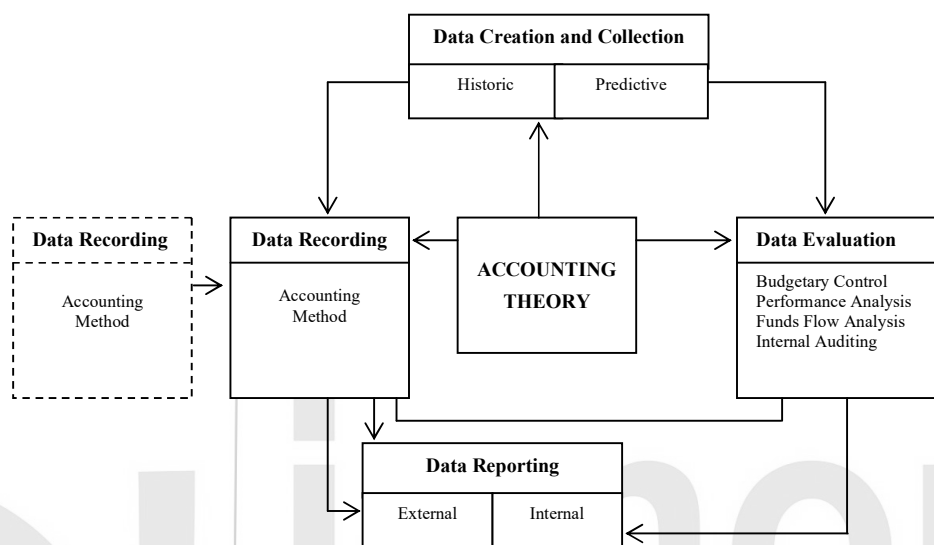 Data Creation and Collection
Historic
Predictive
Data Recording
Accounting
Method
Data Recording
Accounting
Method
ACCOUNTING
THEORY
Data Evaluation
Budgetary Control
Performance Analysis
Funds Flow Analysis
Internal Auditing
Data Reporting
External
Internal